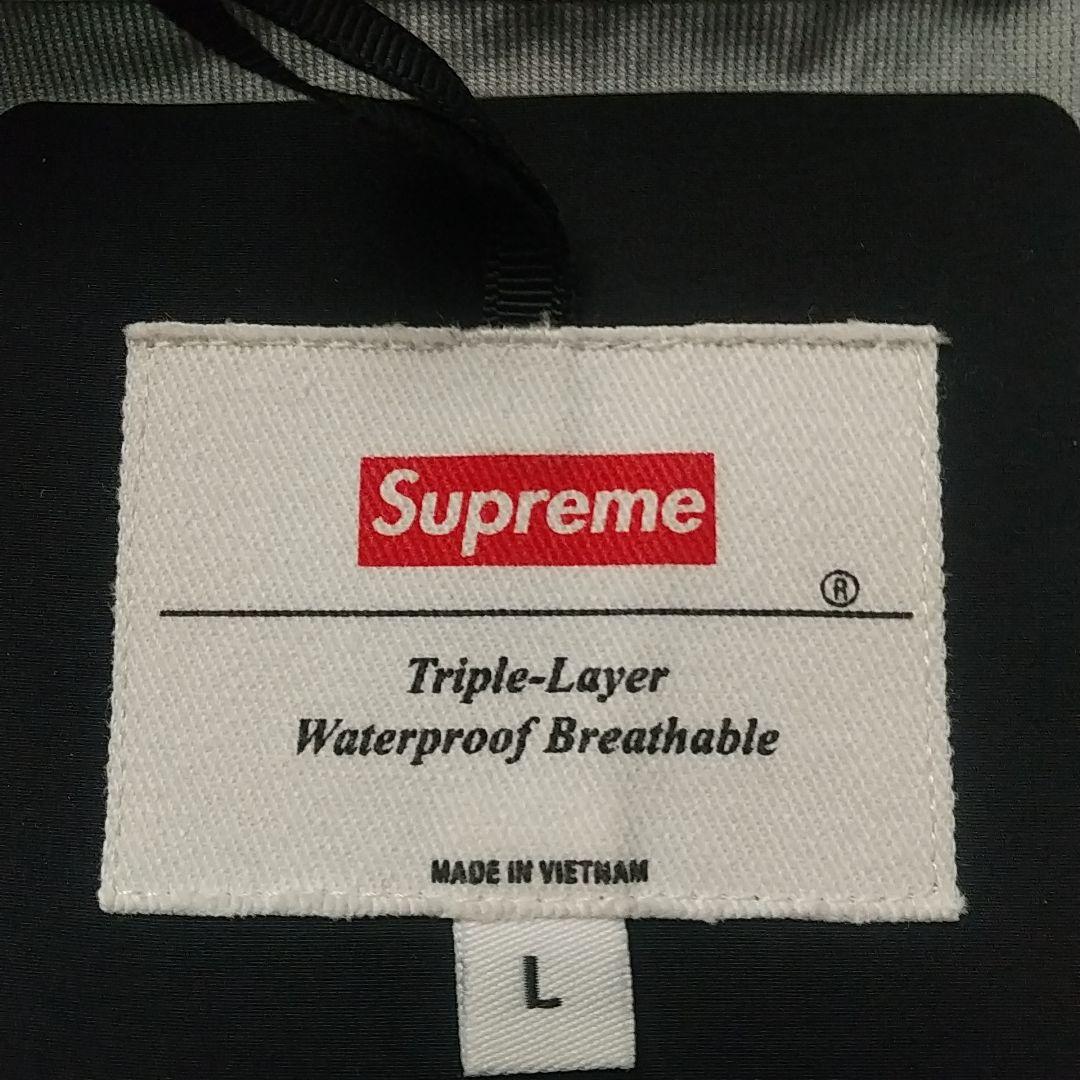 Supreme
®
Triple-Layer
Waterproof Breathable
MADE IN VIETNAM
L